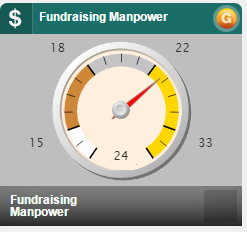 $ Fundraising Manpower G
18 22
15 33
24
Fundraising
Manpower